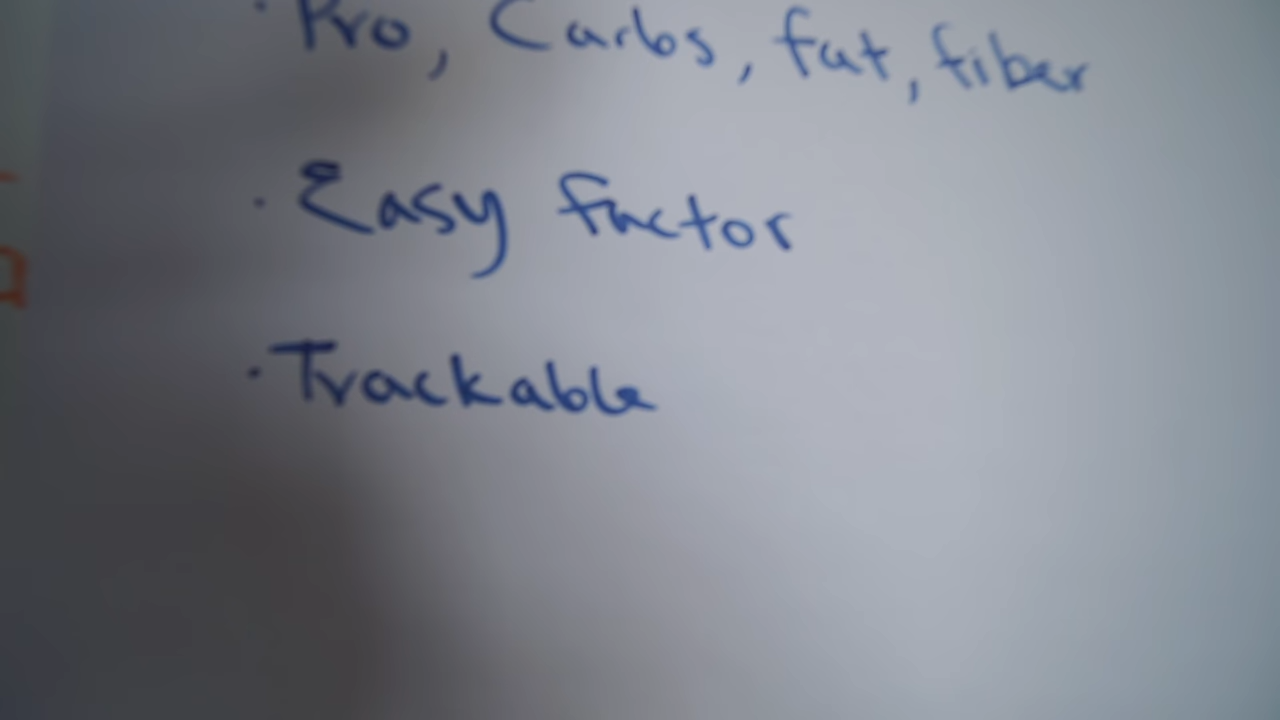 · Pro, Carbs, fat, fiber
· Easy factor
· Trackable